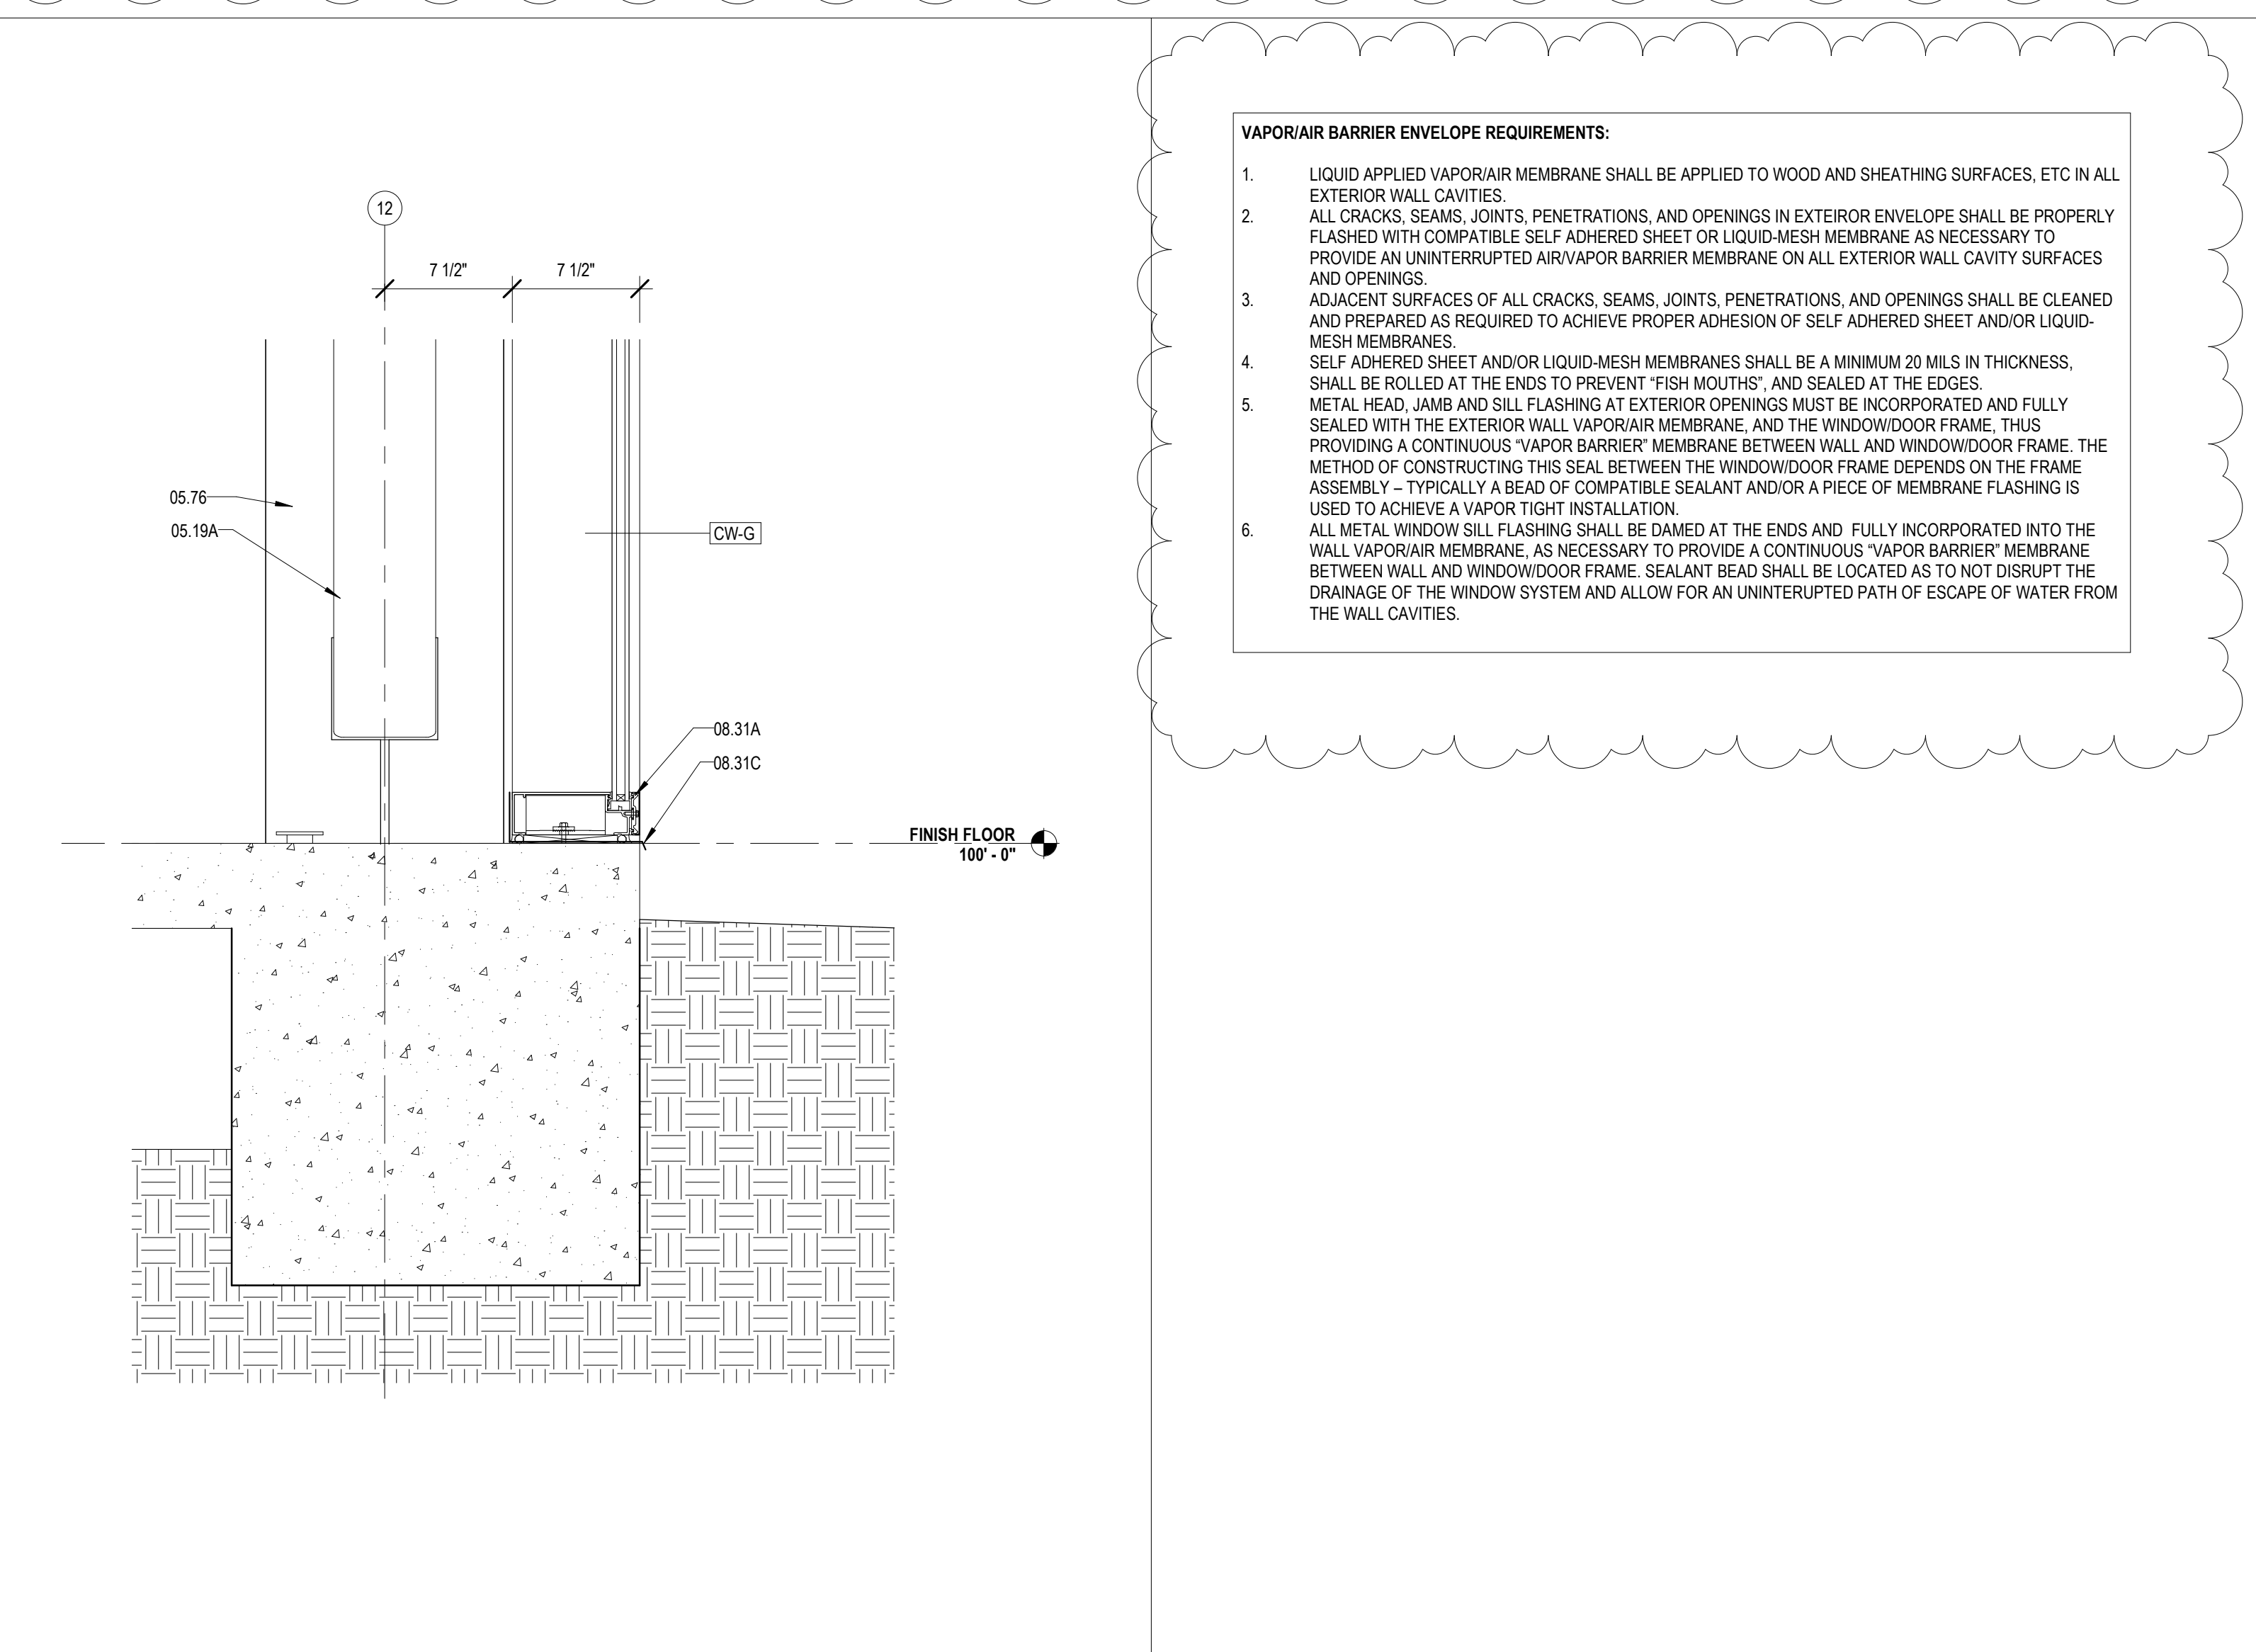 12
7 1/2"
7 1/2"
05.76
05.19A
CW-G
08.31A
08.31C
FINISH FLOOR
100' - 0"
VAPOR/AIR BARRIER ENVELOPE REQUIREMENTS:
1. LIQUID APPLIED VAPOR/AIR MEMBRANE SHALL BE APPLIED TO WOOD AND SHEATHING SURFACES, ETC IN ALL
EXTERIOR WALL CAVITIES.
2. ALL CRACKS, SEAMS, JOINTS, PENETRATIONS, AND OPENINGS IN EXTEIROR ENVELOPE SHALL BE PROPERLY
FLASHED WITH COMPATIBLE SELF ADHERED SHEET OR LIQUID-MESH MEMBRANE AS NECESSARY TO
PROVIDE AN UNINTERRUPTED AIR/VAPOR BARRIER MEMBRANE ON ALL EXTERIOR WALL CAVITY SURFACES
AND OPENINGS.
3. ADJACENT SURFACES OF ALL CRACKS, SEAMS, JOINTS, PENETRATIONS, AND OPENINGS SHALL BE CLEANED
AND PREPARED AS REQUIRED TO ACHIEVE PROPER ADHESION OF SELF ADHERED SHEET AND/OR LIQUID-
MESH MEMBRANES.
4. SELF ADHERED SHEET AND/OR LIQUID-MESH MEMBRANES SHALL BE A MINIMUM 20 MILS IN THICKNESS,
SHALL BE ROLLED AT THE ENDS TO PREVENT “FISH MOUTHS”, AND SEALED AT THE EDGES.
5. METAL HEAD, JAMB AND SILL FLASHING AT EXTERIOR OPENINGS MUST BE INCORPORATED AND FULLY
SEALED WITH THE EXTERIOR WALL VAPOR/AIR MEMBRANE, AND THE WINDOW/DOOR FRAME, THUS
PROVIDING A CONTINUOUS “VAPOR BARRIER” MEMBRANE BETWEEN WALL AND WINDOW/DOOR FRAME. THE
METHOD OF CONSTRUCTING THIS SEAL BETWEEN THE WINDOW/DOOR FRAME DEPENDS ON THE FRAME
ASSEMBLY – TYPICALLY A BEAD OF COMPATIBLE SEALANT AND/OR A PIECE OF MEMBRANE FLASHING IS
USED TO ACHIEVE A VAPOR TIGHT INSTALLATION.
6. ALL METAL WINDOW SILL FLASHING SHALL BE DAMED AT THE ENDS AND FULLY INCORPORATED INTO THE
WALL VAPOR/AIR MEMBRANE, AS NECESSARY TO PROVIDE A CONTINUOUS “VAPOR BARRIER” MEMBRANE
BETWEEN WALL AND WINDOW/DOOR FRAME. SEALANT BEAD SHALL BE LOCATED AS TO NOT DISRUPT THE
DRAINAGE OF THE WINDOW SYSTEM AND ALLOW FOR AN UNINTERUPTED PATH OF ESCAPE OF WATER FROM
THE WALL CAVITIES.